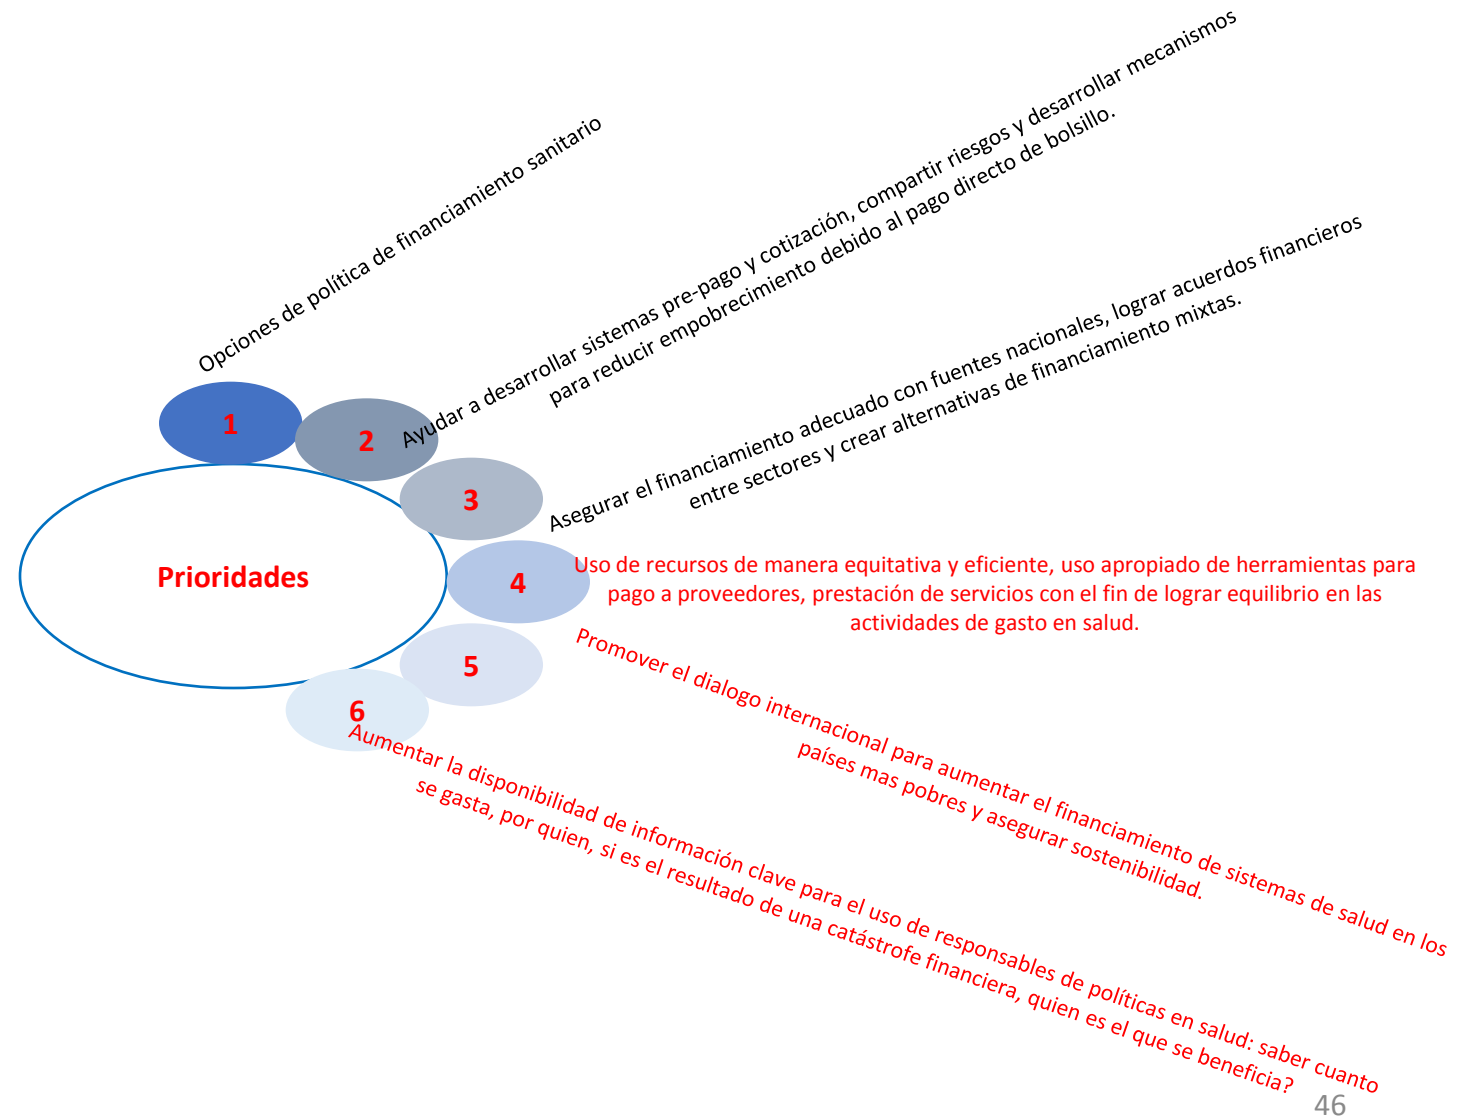 Opciones de política de financiamiento sanitario
1
Ayudar a desarrollar sistemas pre-pago y cotización, compartir riesgos y desarrollar mecanismos
para reducir empobrecimiento debido al pago directo de bolsillo.
2
Asegurar el financiamiento adecuado con fuentes nacionales, lograr acuerdos financieros
entre sectores y crear alternativas de financiamiento mixtas.
3
Prioridades
4
Uso de recursos de manera equitativa y eficiente, uso apropiado de herramientas para
pago a proveedores, prestación de servicios con el fin de lograr equilibrio en las
actividades de gasto en salud.
5
Promover el dialogo internacional para aumentar el financiamiento de sistemas de salud en los
países mas pobres y asegurar sostenibilidad.
6
Aumentar la disponibilidad de información clave para el uso de responsables de políticas en salud: saber cuanto
se gasta, por quien, si es el resultado de una catástrofe financiera, quien es el que se beneficia?
46